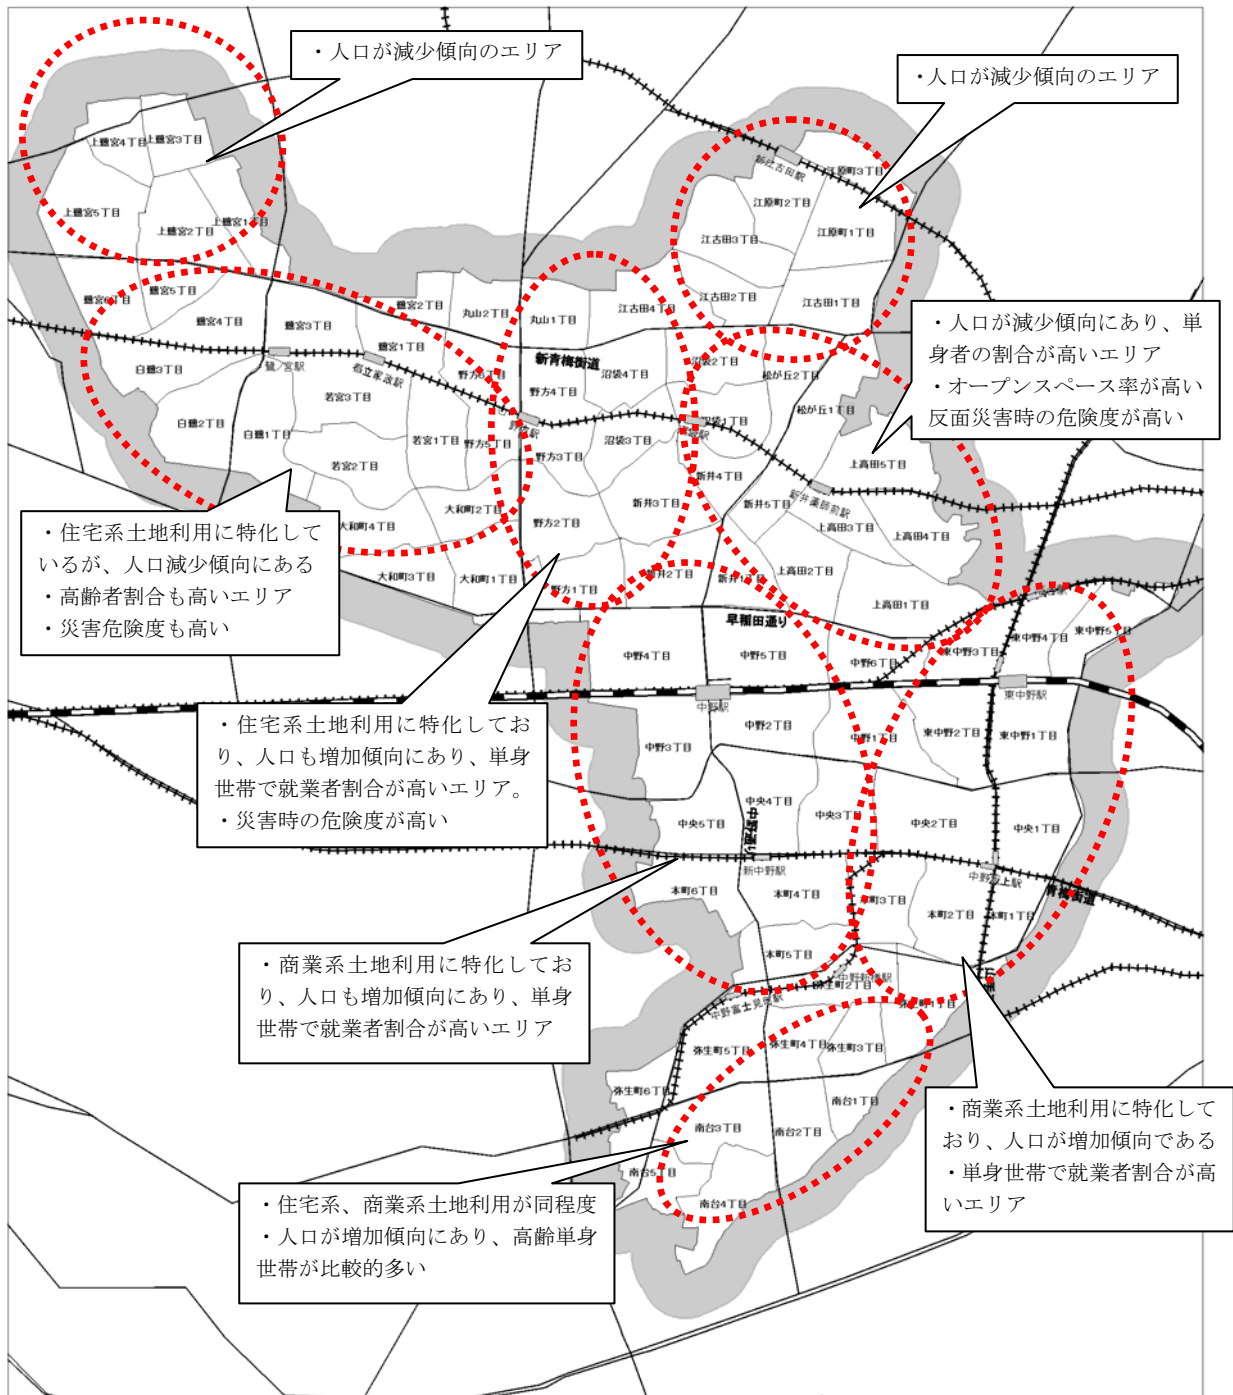 ・人口が減少傾向のエリア
・人口が減少傾向のエリア
上鷺宮4丁目
上鷺宮3丁目
上鷺宮5丁目
上鷺宮2丁目
上鷺宮1丁目
新江古田駅
江原町3丁目
江原町2丁目
江原町1丁目
江古田3丁目
江古田2丁目
江古田1丁目
江古田4丁目
鷺宮6丁目
鷺宮5丁目
鷺宮4丁目
鷺宮3丁目
鷺宮2丁目
鷺宮1丁目
丸山2丁目
丸山1丁目
新青梅街道
・人口が減少傾向にあり、単
身者の割合が高いエリア
・オープンスペース率が高い
反面災害時の危険度が高い
白鷺3丁目
鷺ノ宮駅
都立家政駅
野方6丁目
野方4丁目
沼袋4丁目
沼袋2丁目
松が丘2丁目
松が丘1丁目
若宮3丁目
白鷺2丁目
白鷺1丁目
若宮1丁目
若宮2丁目
野方5丁目
野方3丁目
沼袋3丁目
沼袋1丁目
上高田5丁目
新井4丁目
新井5丁目
新井薬師前駅
新井3丁目
上高田3丁目
上高田4丁目
大和町4丁目
大和町2丁目
野方2丁目
大和町3丁目
大和町1丁目
野方1丁目
新井2丁目
新井1丁目
上高田2丁目
上高田1丁目
・住宅系土地利用に特化して
いるが、人口減少傾向にある
・高齢者割合も高いエリア
・災害危険度も高い
早稲田通り
中野4丁目
中野5丁目
中野6丁目
東中野3丁目
東中野4丁目
東中野5丁目
中野駅
東中野駅
・住宅系土地利用に特化してお
り、人口も増加傾向にあり、単身
世帯で就業者割合が高いエリア。
・災害時の危険度が高い
中野3丁目
中野2丁目
中野1丁目
東中野2丁目
東中野1丁目
中央5丁目
中央4丁目
中央3丁目
中央2丁目
中央1丁目
中野通り
新中野駅
中野坂上駅
青梅街道
本町6丁目
本町4丁目
本町3丁目
本町2丁目
本町1丁目
本町5丁目
・商業系土地利用に特化してお
り、人口も増加傾向にあり、単身
世帯で就業者割合が高いエリア
中野新橋駅
弥生町2丁目
弥生町1丁目
中野富士見町駅
弥生町5丁目
弥生町4丁目
弥生町3丁目
弥生町6丁目
南台3丁目
南台2丁目
南台1丁目
南台5丁目
南台4丁目
・商業系土地利用に特化して
おり、人口が増加傾向である
・単身世帯で就業者割合が高
いエリア
・住宅系、商業系土地利用が同程度
・人口が増加傾向にあり、高齢単身
世帯が比較的多い